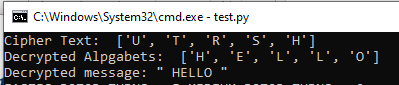 C:\Windows\System32\cmd.exe - test.py
Cipher Text:  ['U', 'T', 'R', 'S', 'H']
Decrypted Alpgabets:  ['H', 'E', 'L', 'L', 'O']
Decrypted message: " HELLO "